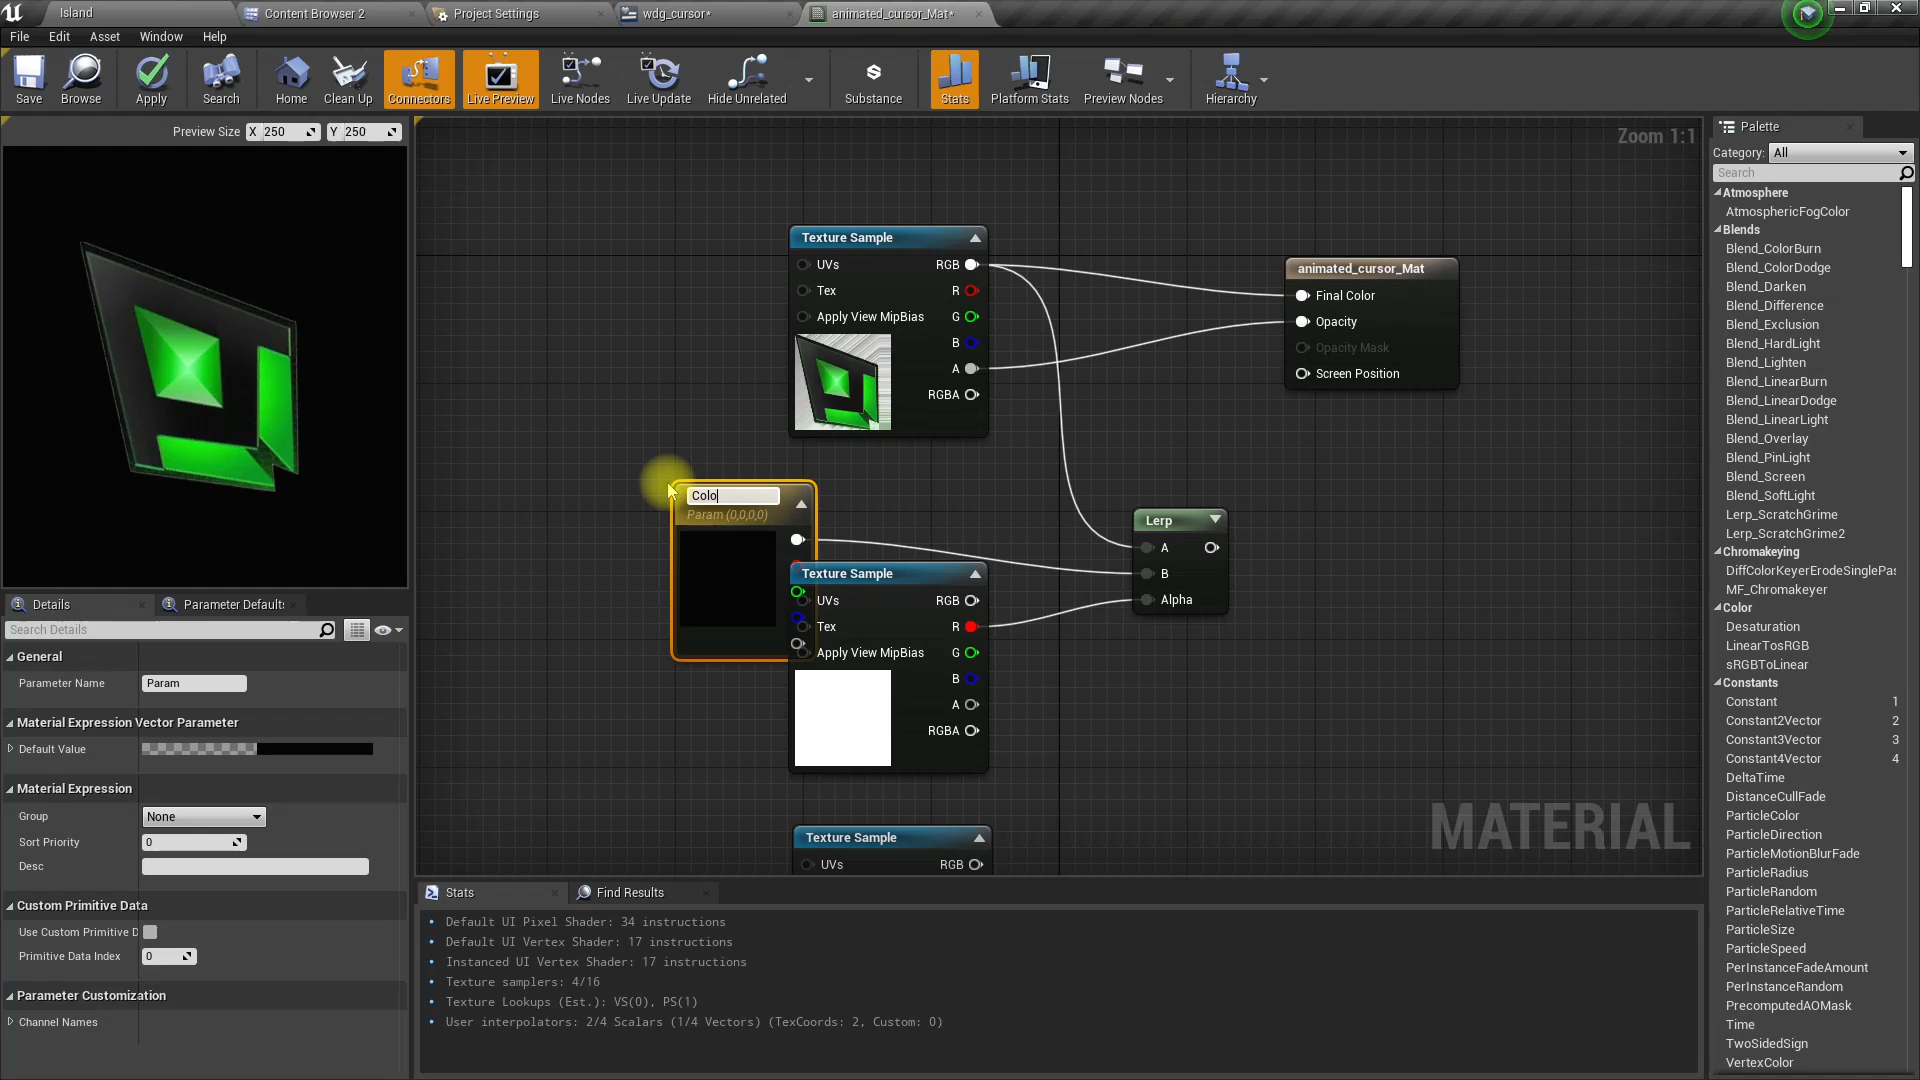 Island
Content Browser 2
Project Settings
wdg_cursor*
animated_cursor_Mat*
File
Edit
Asset
Window
Help
Save
Browse
Apply
Search
Home
Clean Up
Connectors
Live Preview
Live Nodes
Live Update
Hide Unrelated
Substance
Stats
Platform Stats
Preview Nodes
Hierarchy
Preview Size
X 250
Y 250
Zoom 1:1
Texture Sample
UVs
RGB
Tex
R
Apply View MipBias
G
B
A
RGBA
animated_cursor_Mat
Final Color
Opacity
Opacity Mask
Screen Position
Colo
Param (0,0,0,0)
Lerp
A
B
Alpha
Texture Sample
UVs
RGB
Tex
R
Apply View MipBias
G
B
A
RGBA
Texture Sample
UVs
RGB
MATERIAL
Details
Parameter Default
Search Details
General
Parameter Name
Param
Material Expression Vector Parameter
Default Value
Material Expression
Group
None
Sort Priority
0
Desc
Custom Primitive Data
Use Custom Primitive D
Primitive Data Index
0
Parameter Customization
Channel Names
Stats
Find Results
Default UI Pixel Shader: 34 instructions
Default UI Vertex Shader: 17 instructions
Instanced UI Vertex Shader: 17 instructions
Texture samplers: 4/16
Texture Lookups (Est.): VS(0), PS(1)
User interpolators: 2/4 Scalars (1/4 Vectors) (TexCoords: 2, Custom: 0)
Palette
Category:
All
Search
Atmosphere
AtmosphericFogColor
Blends
Blend_ColorBurn
Blend_ColorDodge
Blend_Darken
Blend_Difference
Blend_Exclusion
Blend_HardLight
Blend_Lighten
Blend_LinearBurn
Blend_LinearDodge
Blend_LinearLight
Blend_Overlay
Blend_PinLight
Blend_Screen
Blend_SoftLight
Lerp_ScratchGrime
Lerp_ScratchGrime2
Chromakeying
DiffColorKeyerErodeSinglePas
MF_Chromakeyer
Color
Desaturation
LinearTosRGB
sRGBToLinear
Constants
Constant 1
Constant2Vector 2
Constant3Vector 3
Constant4Vector 4
DeltaTime
DistanceCullFade
ParticleColor
ParticleDirection
ParticleMotionBlurFade
ParticleRadius
ParticleRandom
ParticleRelativeTime
ParticleSize
ParticleSpeed
PerInstanceFadeAmount
PerInstanceRandom
PrecomputedAOMask
Time
TwoSidedSign
VertexColor